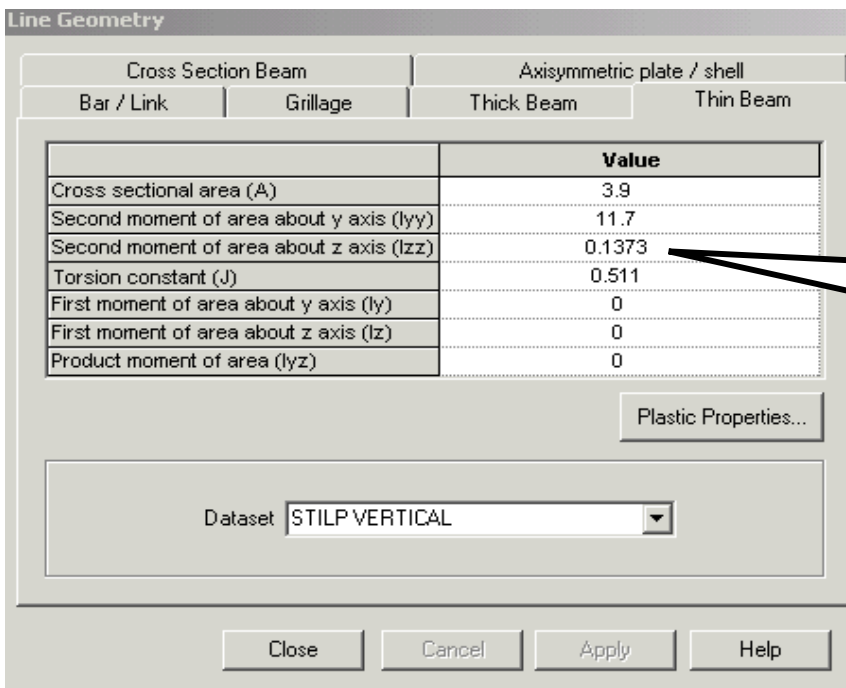 Line Geometry
Cross Section Beam Axisymmetric plate / shell
Bar / Link Grillage Thick Beam Thin Beam
Value
Cross sectional area (A) 3.9
Second moment of area about y axis (Iyy) 11.7
Second moment of area about z axis (Izz) 0.1373
Torsion constant (J) 0.511
First moment of area about y axis (Iy) 0
First moment of area about z axis (Iz) 0
Product moment of area (Iyz) 0
Plastic Properties...
Dataset STILP VERTICAL
Close Cancel Apply Help